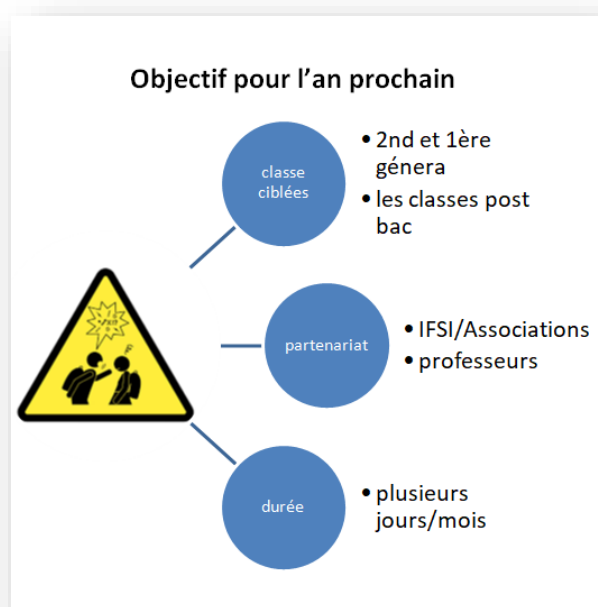 Objectif pour l'an prochain
classe
ciblées
• 2nd et 1ère
génera
• les classes post
bac
partenariat
• IFSI/Associations
• professeurs
durée
• plusieurs
jours/mois